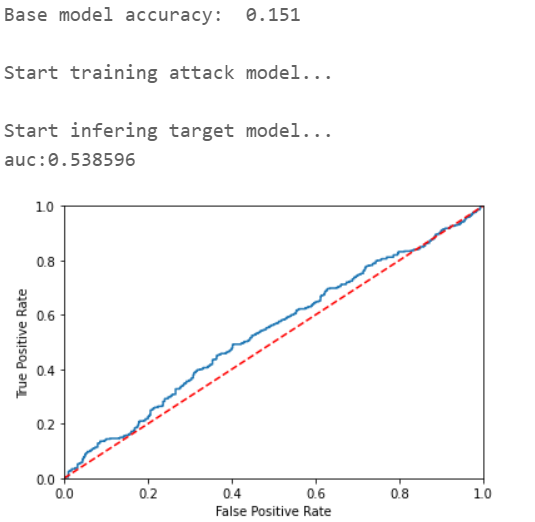 Base model accuracy:  0.151
Start training attack model...
Start infering target model...
auc:0.538596
1.0
0.8
0.6
0.4
0.2
0.0
True Positive Rate
0.0 0.2 0.4 0.6 0.8 1.0
False Positive Rate